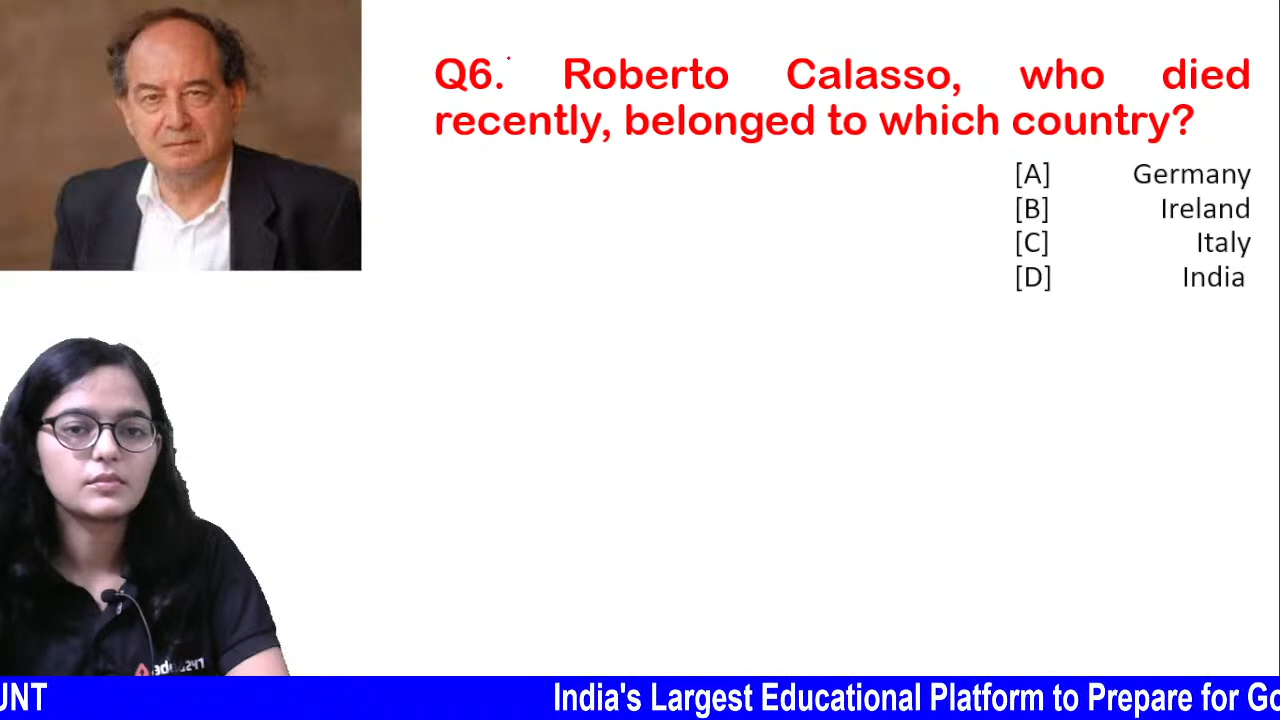 Q6. Roberto Calasso, who died
recently, belonged to which country?
[A] Germany
[B] Ireland
[C] Italy
[D] India
UNT India's Largest Educational Platform to Prepare for Go